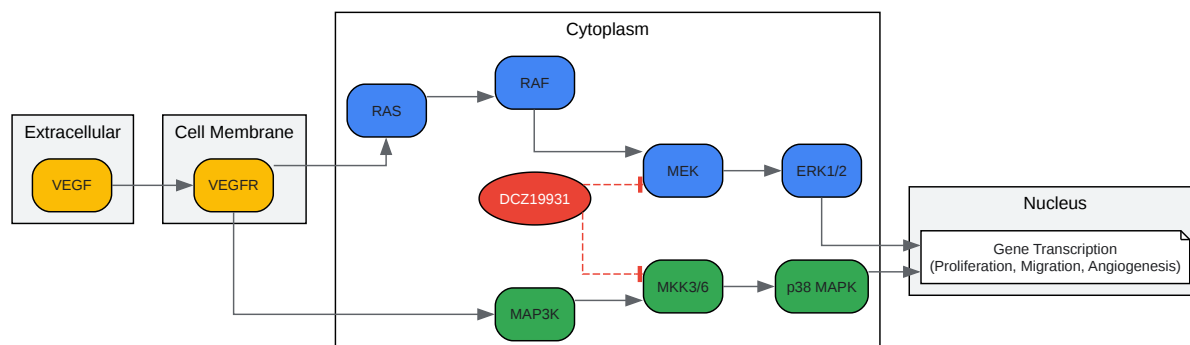 Cytoplasm
RAF
RAS
Extracellular
Cell Membrane
VEGF
VEGFR
MEK
ERK1/2
DCZ19931
Nucleus
Gene Transcription
(Proliferation, Migration, Angiogenesis)
MKK3/6
p38 MAPK
MAP3K